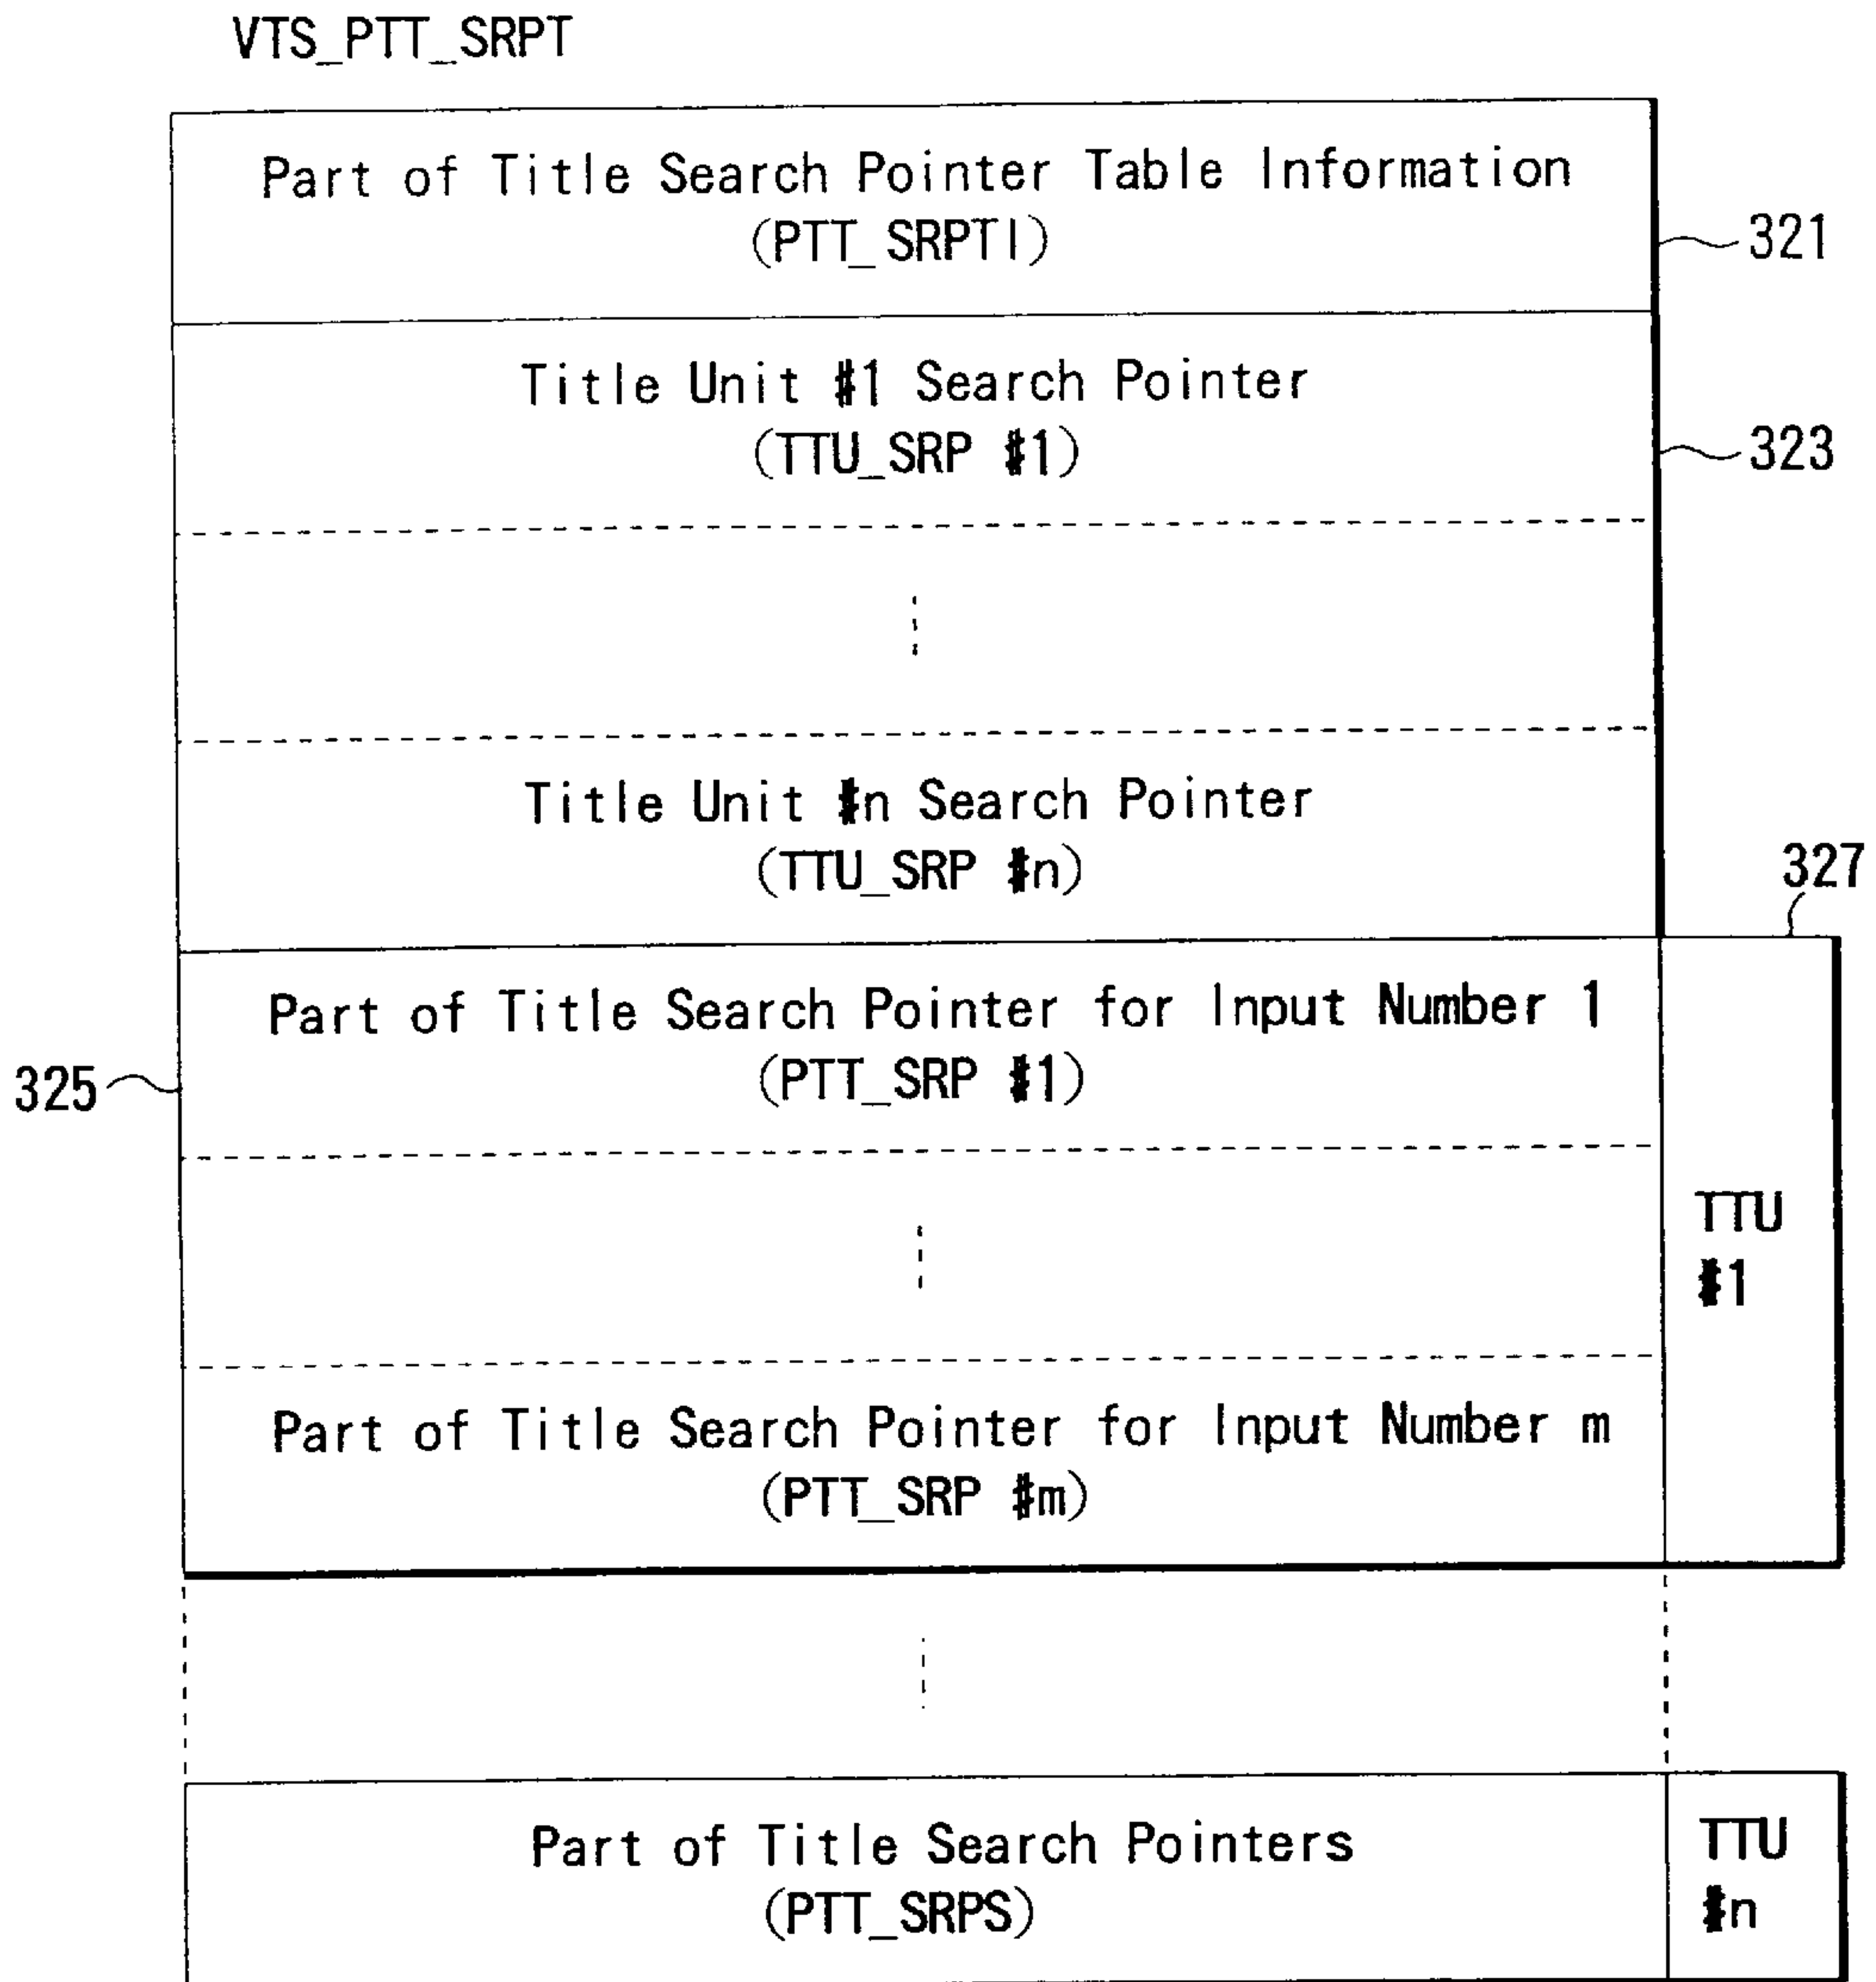 VTS_PTT_SRPT
Part of Title Search Pointer Table Information
(PTT_SRPTI)
321
Title Unit #1 Search Pointer
(TTU_SRP #1)
323
Title Unit #n Search Pointer
(TTU_SRP #n)
327
Part of Title Search Pointer for Input Number 1
(PTT_SRP #1)
325
TTU
#1
Part of Title Search Pointer for Input Number m
(PTT_SRP #m)
Part of Title Search Pointers
(PTT_SRPS)
TTU
#n